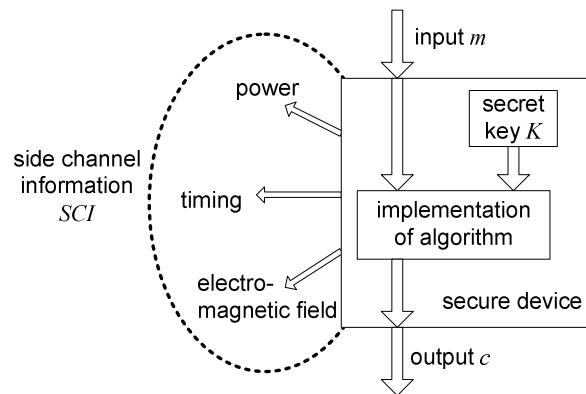 input m
power
secret
key K
side channel
information
SCI
timing
implementation
of algorithm
electro-
magnetic field
secure device
output c